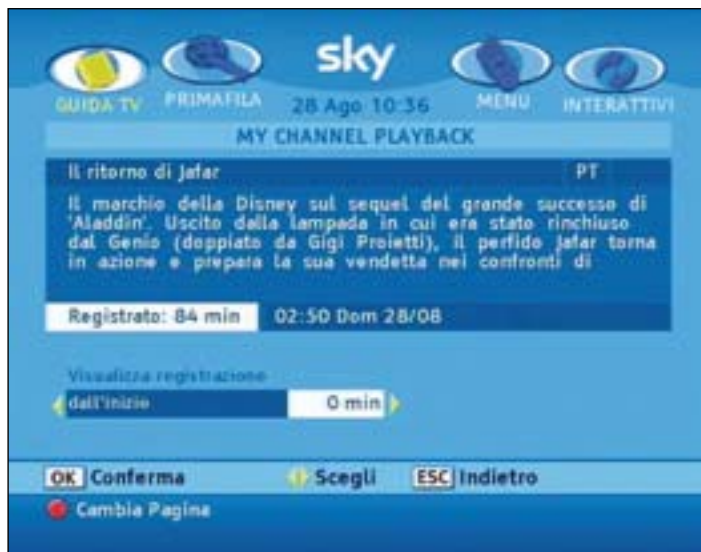 sky
GUIDA TV PRIMAFILA 28 Ago 10:36 MENU INTERATTIVI
MY CHANNEL PLAYBACK
Il ritorno di Jafar PT
Il marchio della Disney sul sequel del grande successo di
'Aladdin'. Uscito dalla lampada in cui era stato rinchiuso
dal Genio (doppiato da Gigi Proietti), il perfido Jafar torna
in azione e prepara la sua vendetta nei confronti di
Registrato: 84 min 02:50 Dom 28/08
Visualizza registrazione
dall'inizio 0 min
OK Conferma Scegli ESC Indietro
Cambia Pagina